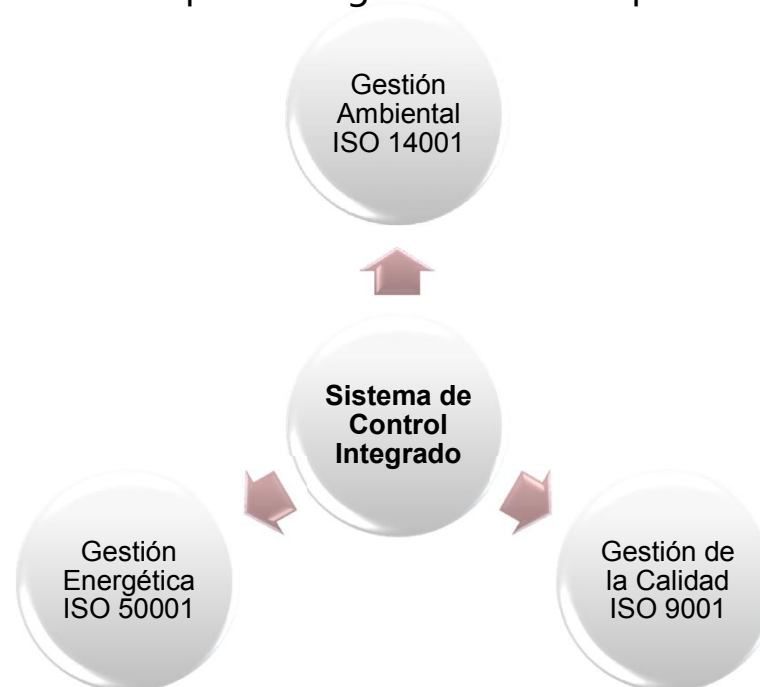 Gestión
Ambiental
ISO 14001
Sistema de
Control
Integrado
Gestión
Energética
ISO 50001
Gestión de
la Calidad
ISO 9001